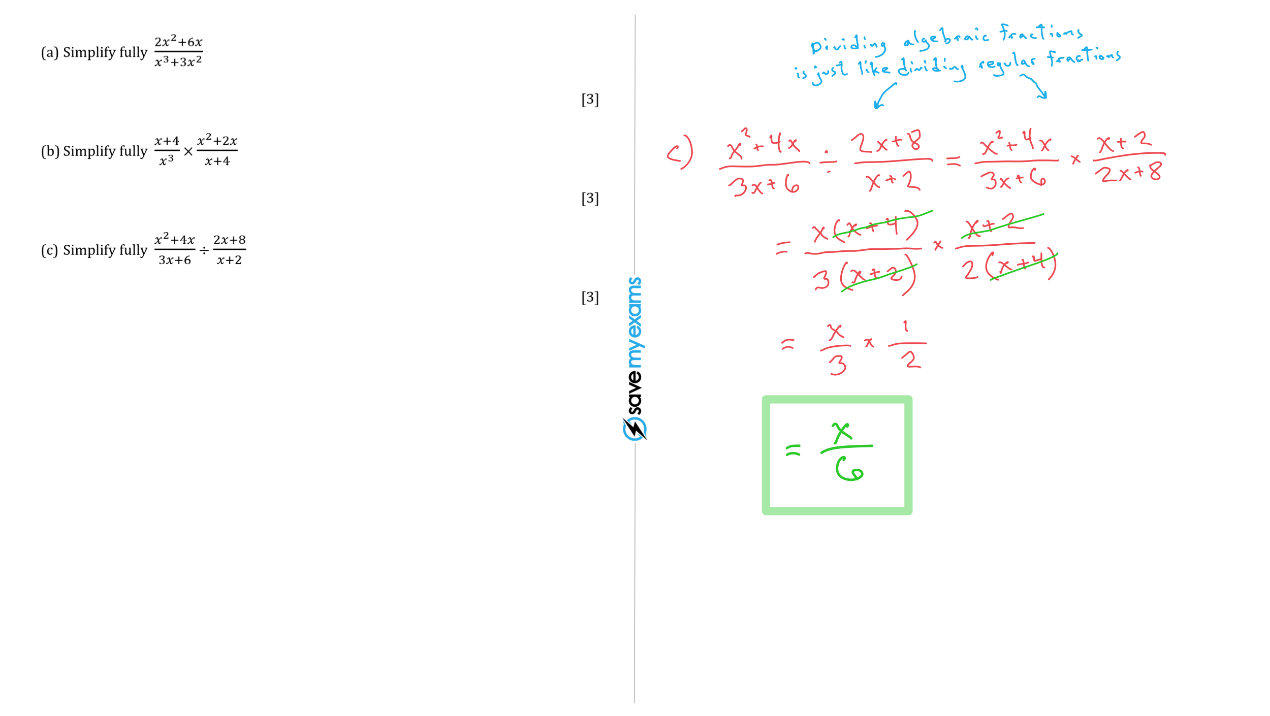 (a) Simplify fully (2x²+6x)/(x³+3x²)
[3]
(b) Simplify fully (x+4)/x³ × (x²+2x)/(x+4)
[3]
(c) Simplify fully (x²+4x)/(3x+6) ÷ (2x+8)/(x+2)
[3]
save my exams
Dividing algebraic fractions
is just like dividing regular fractions
c) (x²+4x)/(3x+6) ÷ (2x+8)/(x+2) = (x²+4x)/(3x+6) × (x+2)/(2x+8)
= x(x+4)/3(x+2) × (x+2)/2(x+4)
= x/3 × 1/2
= x/6